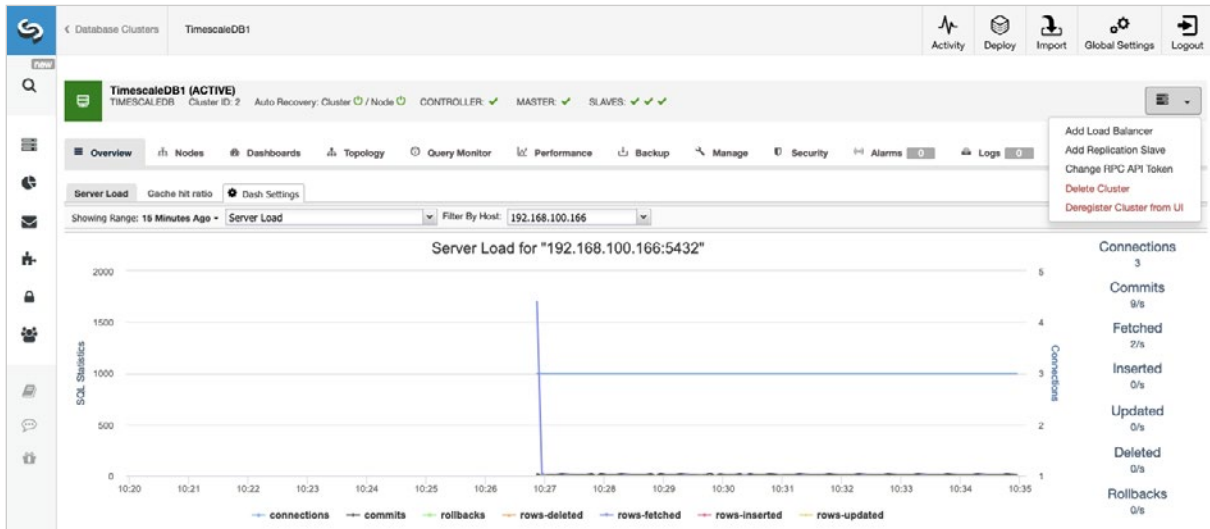 Database Clusters
TimescaleDB1
Activity
Deploy
Import
Global Settings
Logout
new
TimescaleDB1 (ACTIVE)
TIMESCALEDB Cluster ID: 2 Auto Recovery: Cluster / Node CONTROLLER: ✔ MASTER: ✔ SLAVES: ✔ ✔ ✔
Add Load Balancer
Add Replication Slave
Change RPC API Token
Delete Cluster
Deregister Cluster from UI
Overview Nodes Dashboards Topology Query Monitor Performance Backup Manage Security Alarms 0 Logs 0
Server Load Cache hit ratio Dash Settings
Showing Range: 15 Minutes Ago Server Load Filter By Host: 192.168.100.166
Server Load for "192.168.100.166:5432"
SQL Statistics
2000
1500
1000
500
0
5
4
3
2
1
Connections
10:20 10:21 10:22 10:23 10:24 10:25 10:26 10:27 10:28 10:29 10:30 10:31 10:32 10:33 10:34 10:35
connections commits rollbacks rows-deleted rows-fetched rows-inserted rows-updated
Connections
3
Commits
9/s
Fetched
2/s
Inserted
0/s
Updated
0/s
Deleted
0/s
Rollbacks
0/s